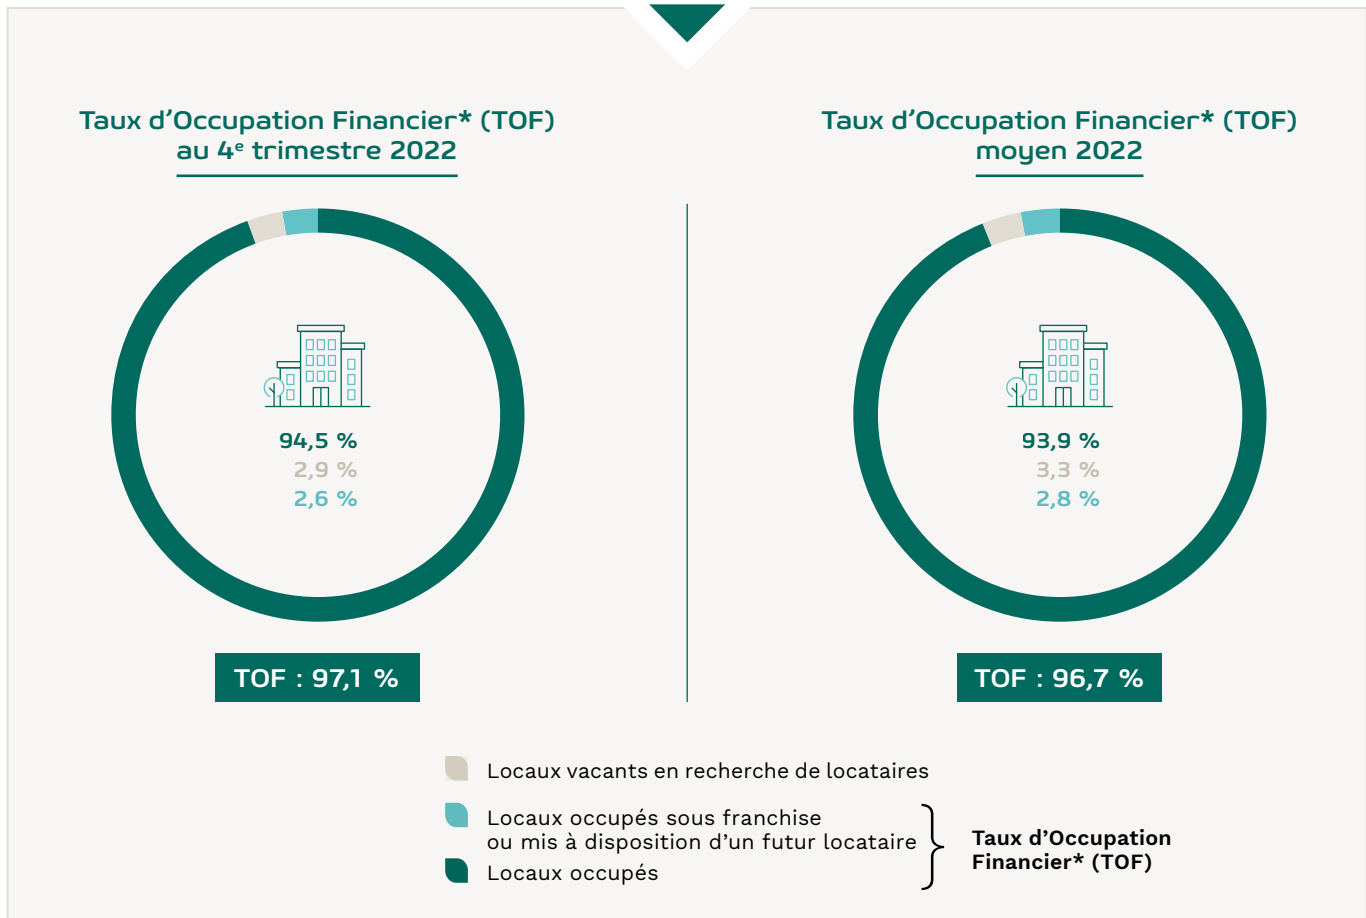 Taux d'Occupation Financier* (TOF)
au 4e trimestre 2022
94,5 %
2,9 %
2,6 %
TOF : 97,1 %
Taux d'Occupation Financier* (TOF)
moyen 2022
93,9 %
3,3 %
2,8 %
TOF : 96,7 %
Locaux vacants en recherche de locataires
Locaux occupés sous franchise
ou mis à disposition d'un futur locataire
Locaux occupés
Taux d'Occupation
Financier* (TOF)